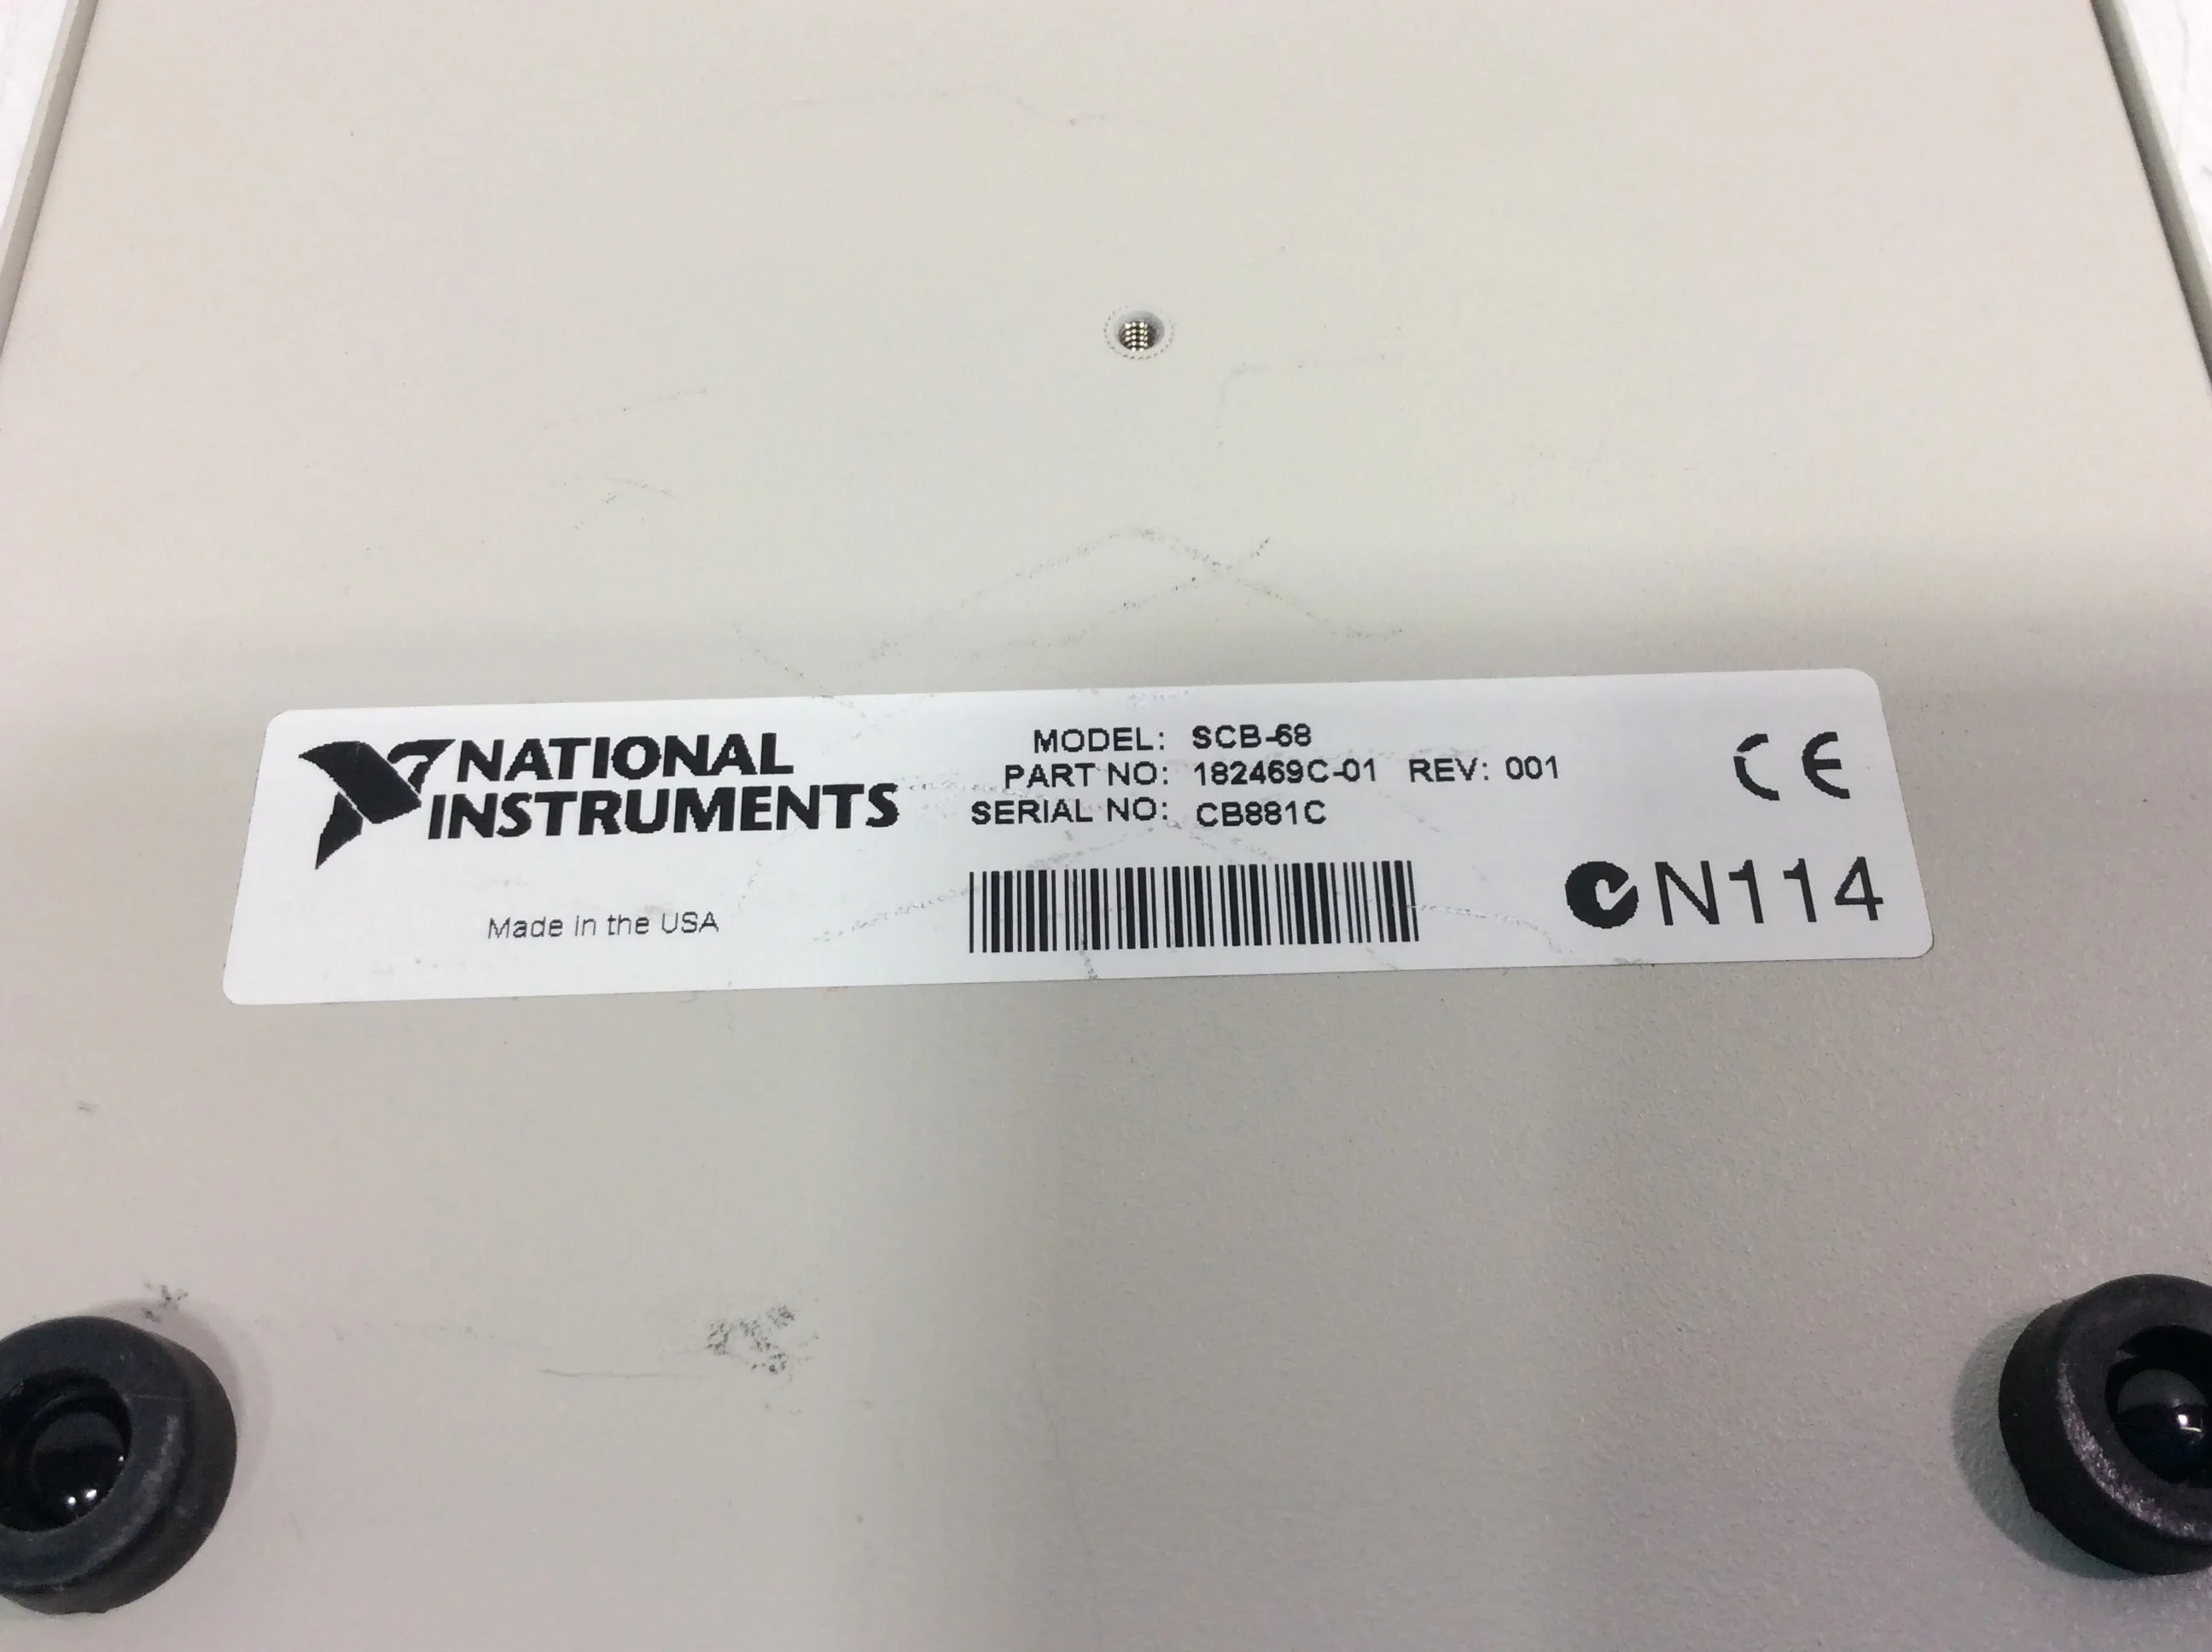 NATIONAL
INSTRUMENTS
Made in the USA
MODEL: SCB-68
PART NO: 182469C-01 REV: 001
SERIAL NO: CB881C
CE
N114